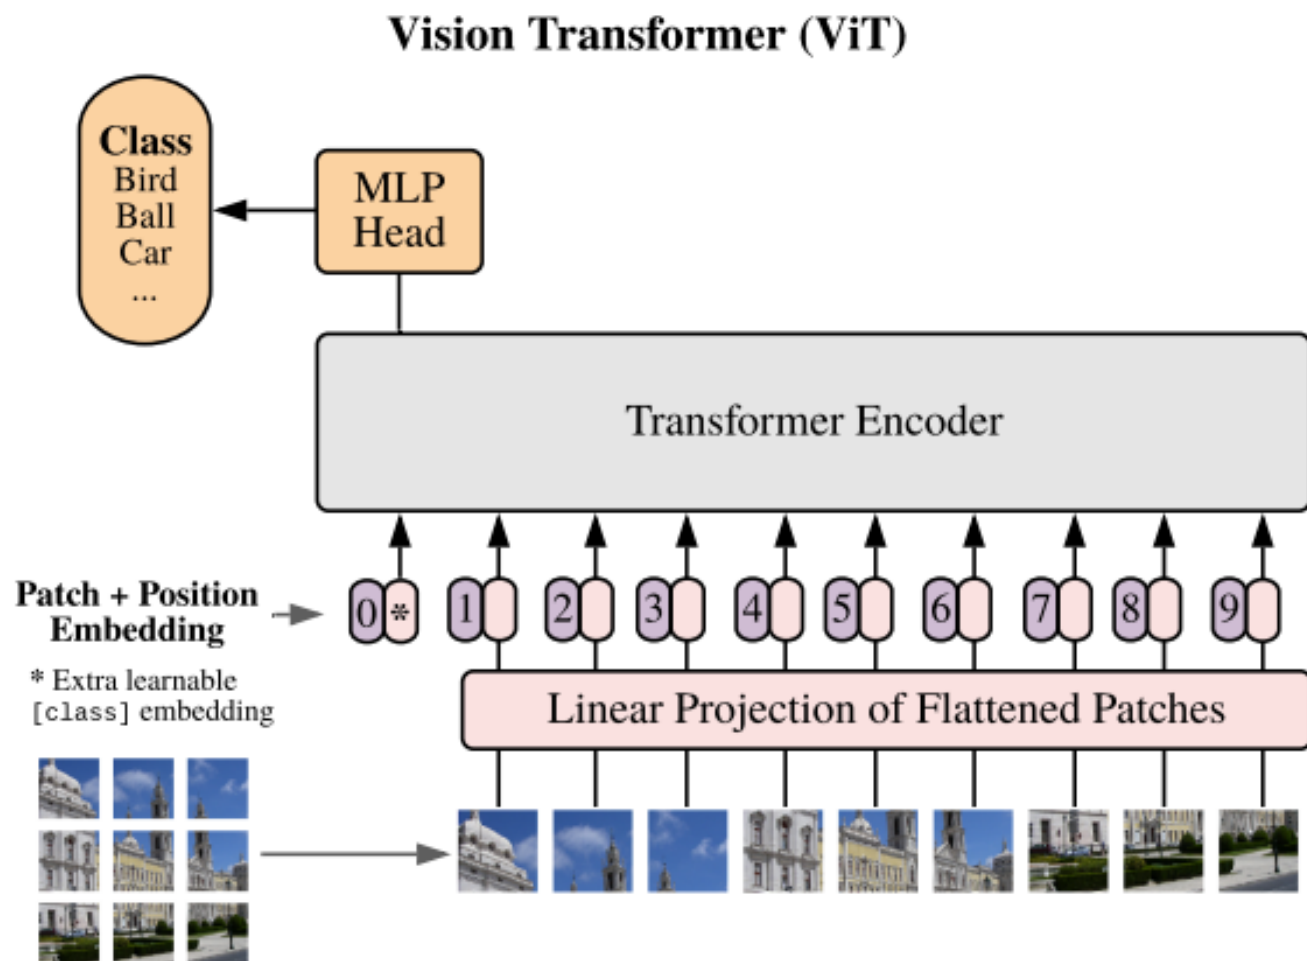 Vision Transformer (ViT)
Class
Bird
Ball
Car
...
MLP
Head
Transformer Encoder
Patch + Position
Embedding
0 * 1 2 3 4 5 6 7 8 9
* Extra learnable
[class] embedding
Linear Projection of Flattened Patches